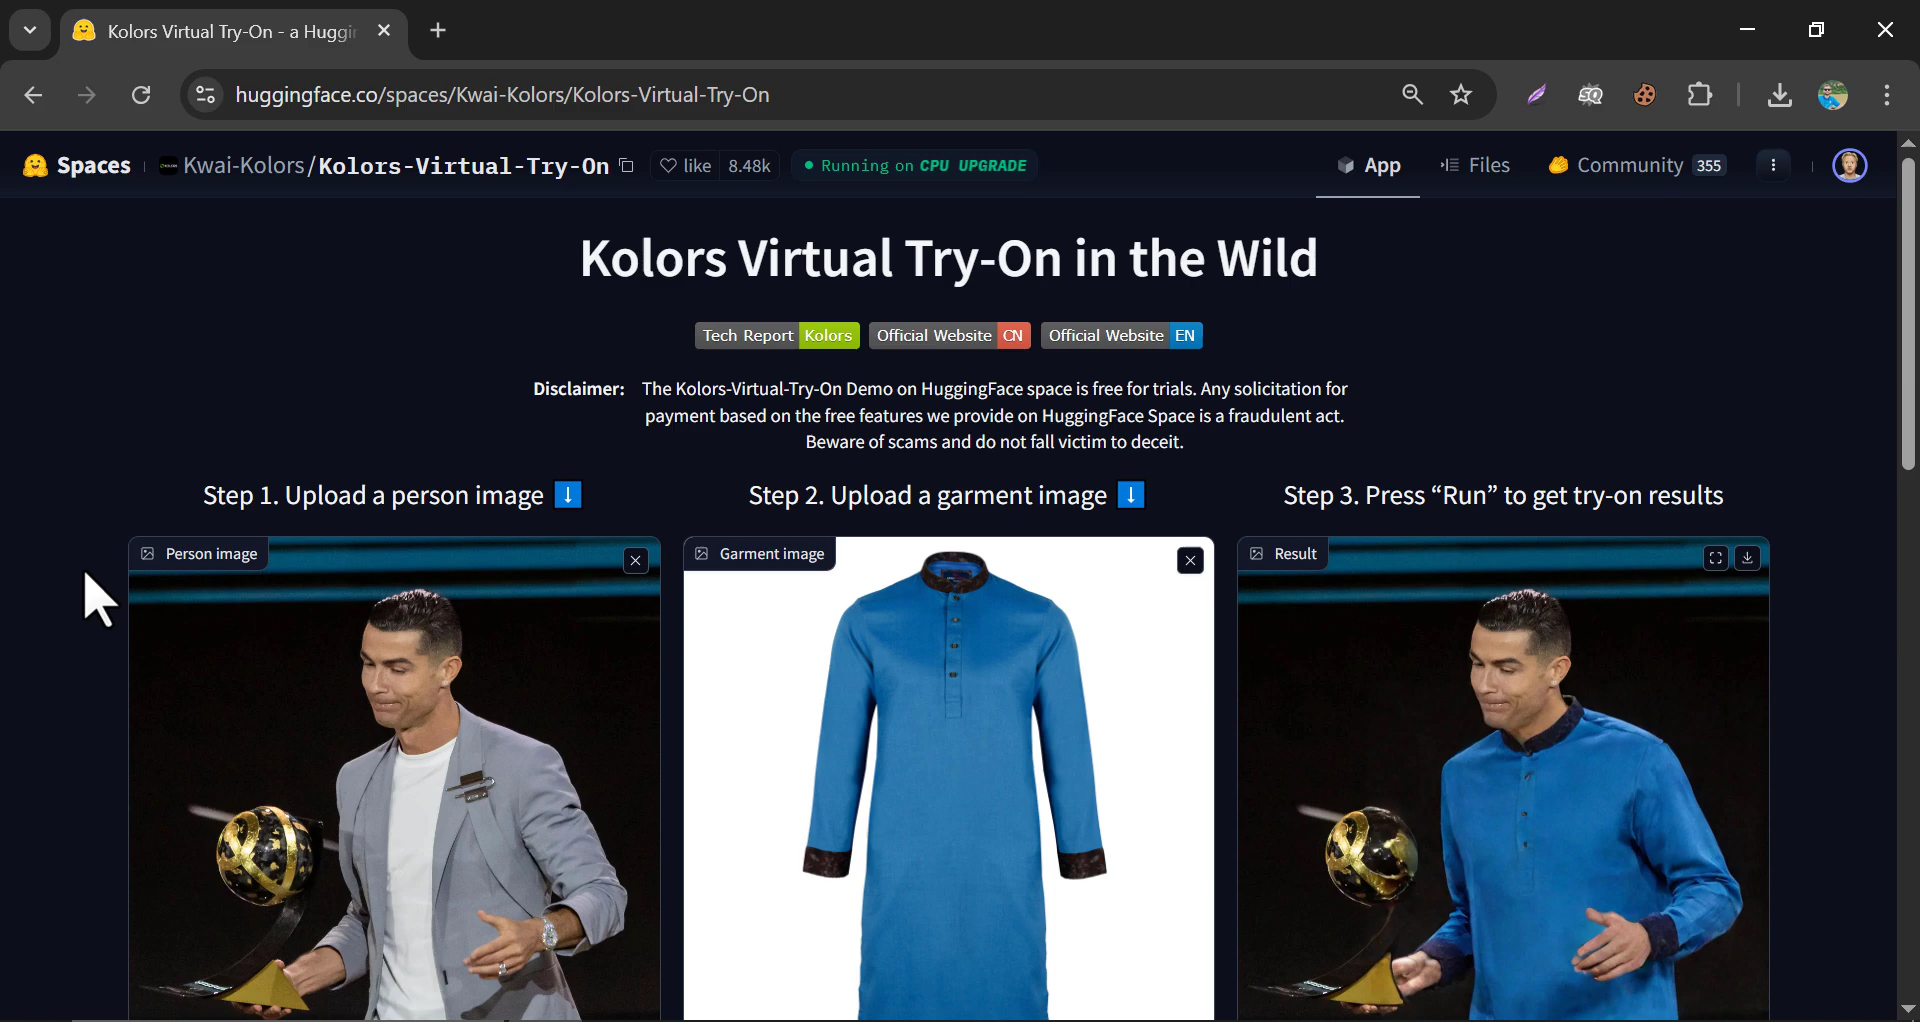 Kolors Virtual Try-On - a Huggi
huggingface.co/spaces/Kwai-Kolors/Kolors-Virtual-Try-On
SQ
Spaces
Kwai-Kolors/Kolors-Virtual-Try-On
like 8.48k
Running on CPU UPGRADE
App
Files
Community 355
Kolors Virtual Try-On in the Wild
Tech Report Kolors
Official Website CN
Official Website EN
Disclaimer: The Kolors-Virtual-Try-On Demo on HuggingFace space is free for trials. Any solicitation for
payment based on the free features we provide on HuggingFace Space is a fraudulent act.
Beware of scams and do not fall victim to deceit.
Step 1. Upload a person image
Step 2. Upload a garment image
Step 3. Press “Run” to get try-on results
Person image
Garment image
Result